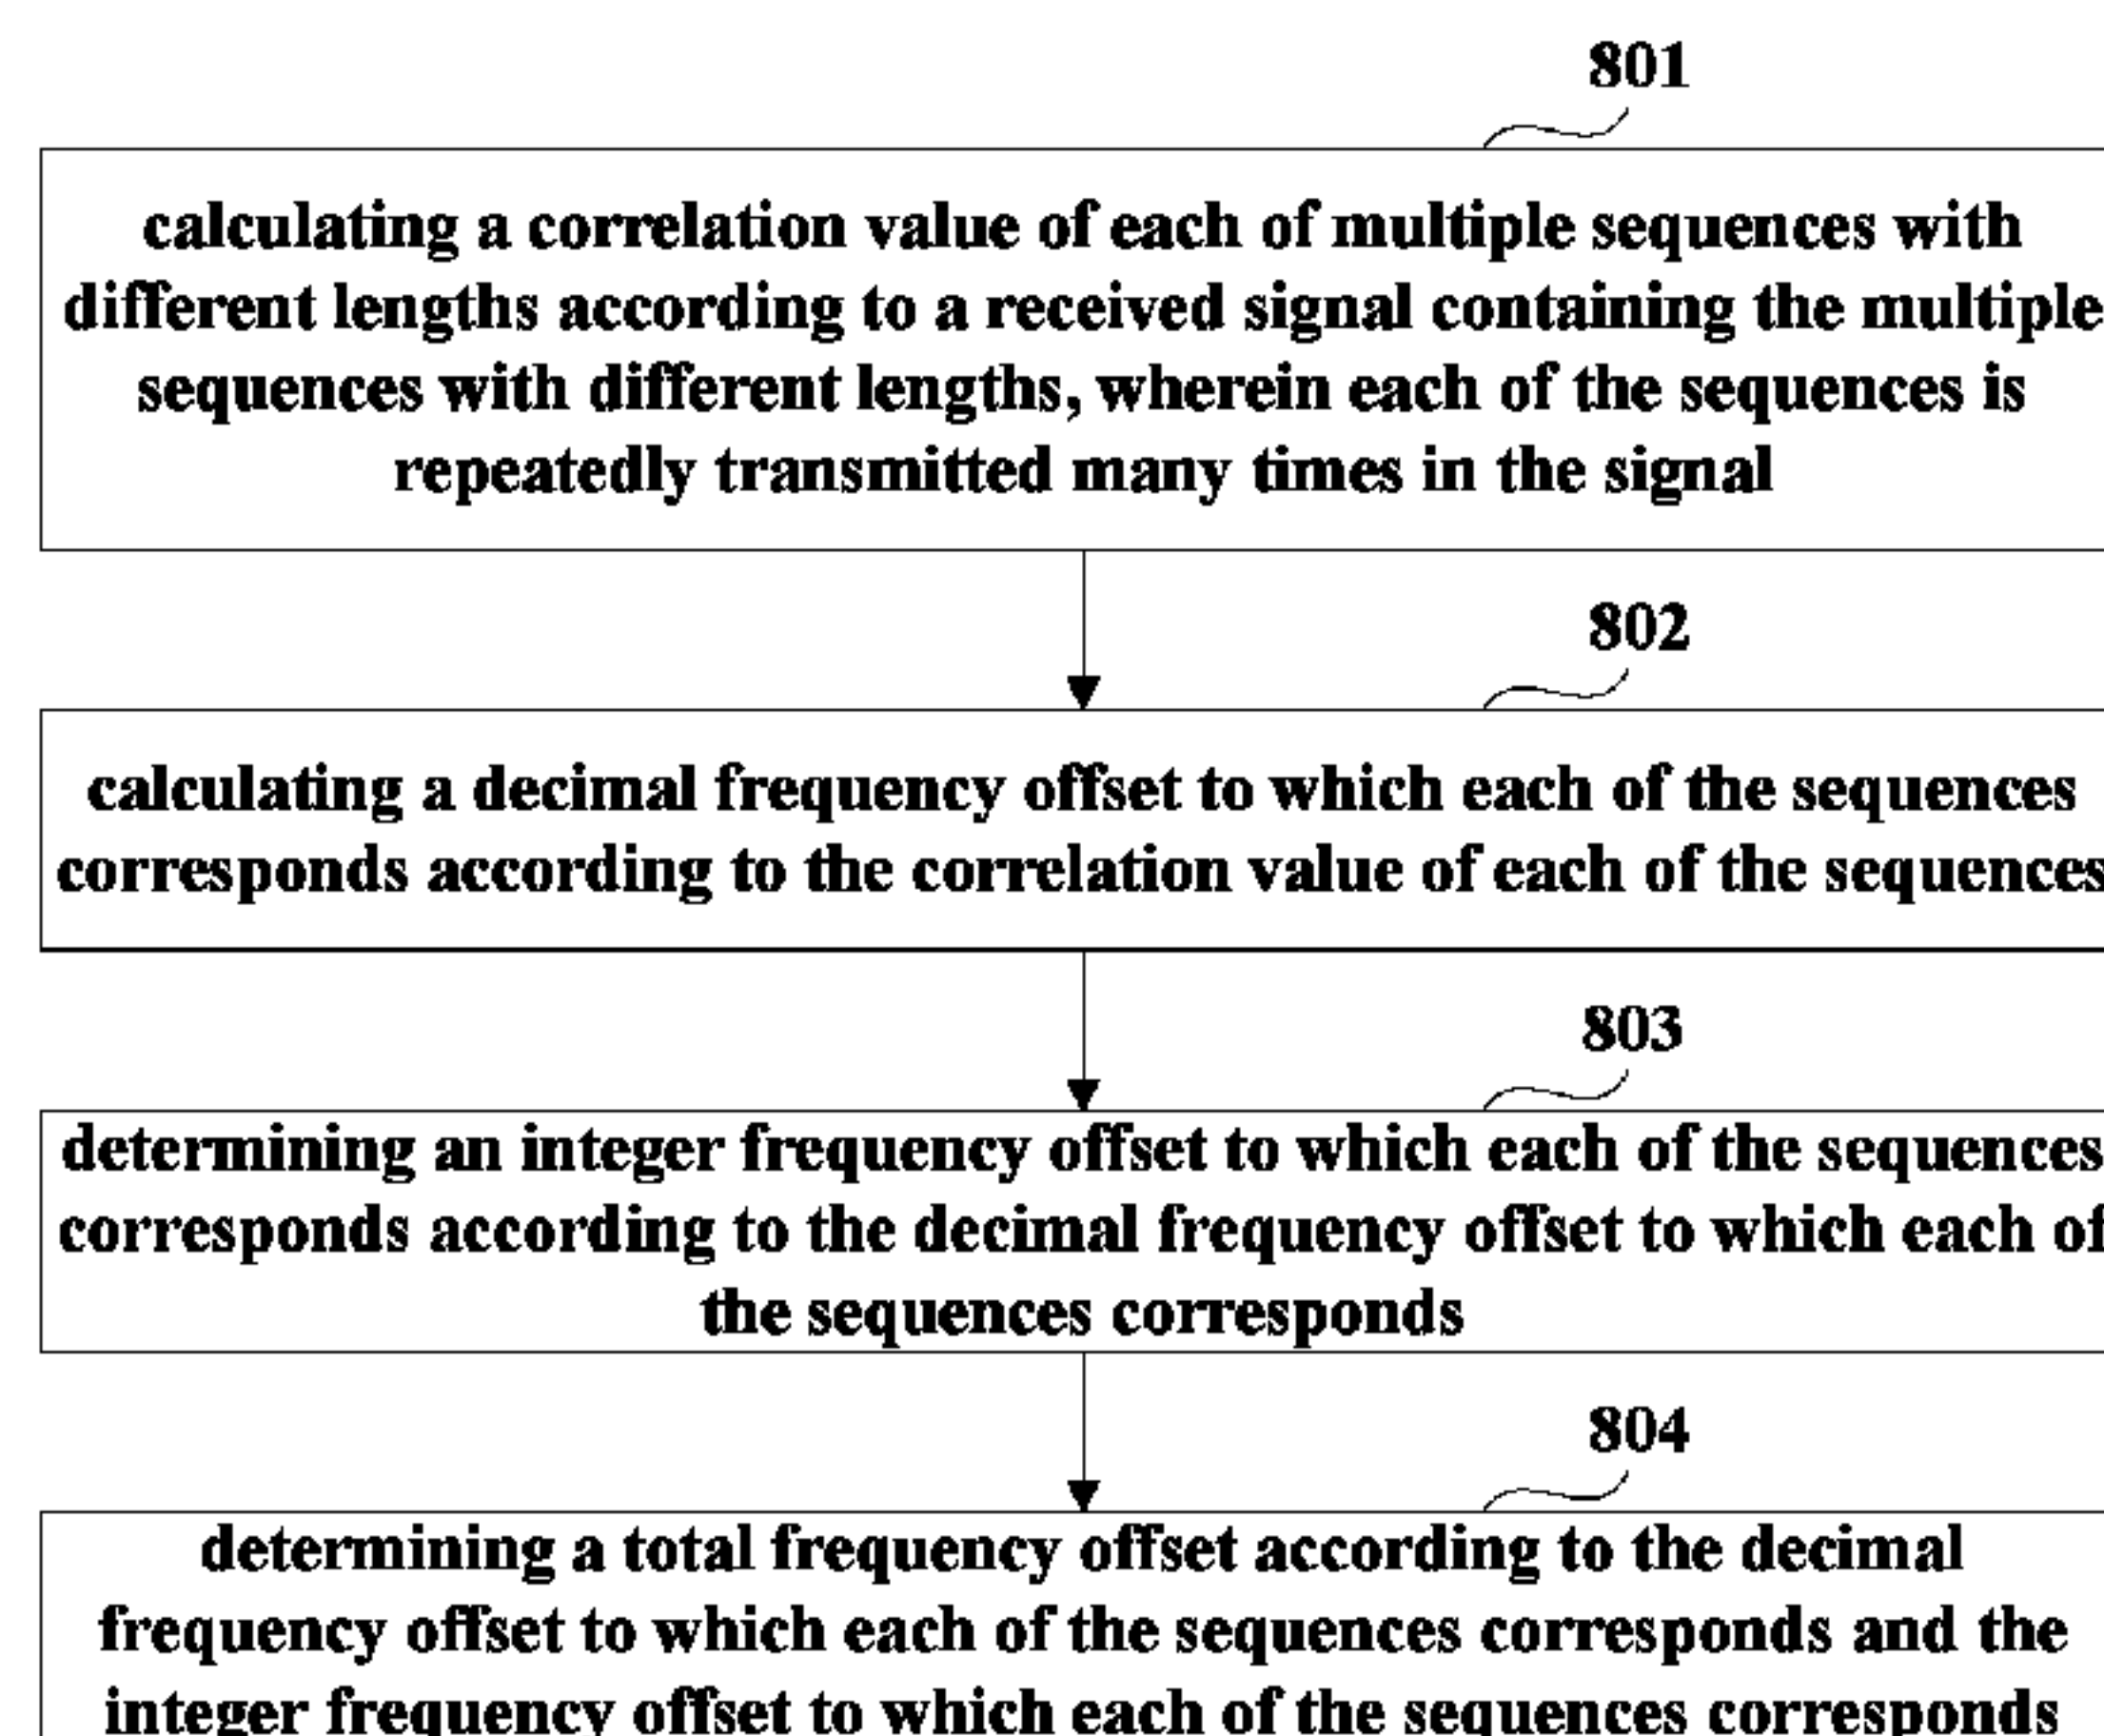 801
calculating a correlation value of each of multiple sequences with
different lengths according to a received signal containing the multiple
sequences with different lengths, wherein each of the sequences is
repeatedly transmitted many times in the signal
802
calculating a decimal frequency offset to which each of the sequences
corresponds according to the correlation value of each of the sequences
803
determining an integer frequency offset to which each of the sequences
corresponds according to the decimal frequency offset to which each of
the sequences corresponds
804
determining a total frequency offset according to the decimal
frequency offset to which each of the sequences corresponds and the
integer frequency offset to which each of the sequences corresponds